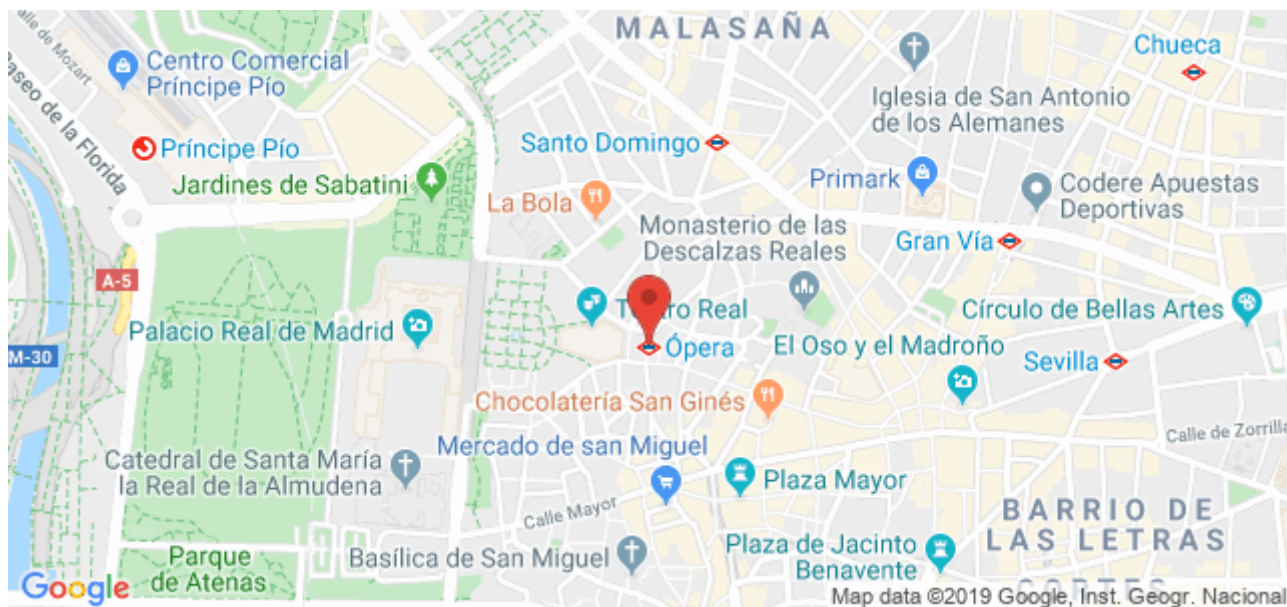 MALASAÑA
Calle de Mozart
Chueca
Centro Comercial
Príncipe Pío
Iglesia de San Antonio
de los Alemanes
Paseo de la Florida
Príncipe Pío
Santo Domingo
Jardines de Sabatini
Primark
Codere Apuestas
Deportivas
La Bola
Monasterio de las
Descalzas Reales
Gran Vía
A-5
Teatro Real
Círculo de Bellas Artes
Palacio Real de Madrid
Ópera
El Oso y el Madroño
M-30
Sevilla
Chocolatería San Ginés
Calle de Zorrilla
Mercado de san Miguel
Catedral de Santa María
la Real de la Almudena
Plaza Mayor
Calle Mayor
BARRIO DE
LAS LETRAS
Basílica de San Miguel
Plaza de Jacinto
Benavente
Parque
de Atenas
CORTES
Google
Map data ©2019 Google, Inst. Geogr. Nacional